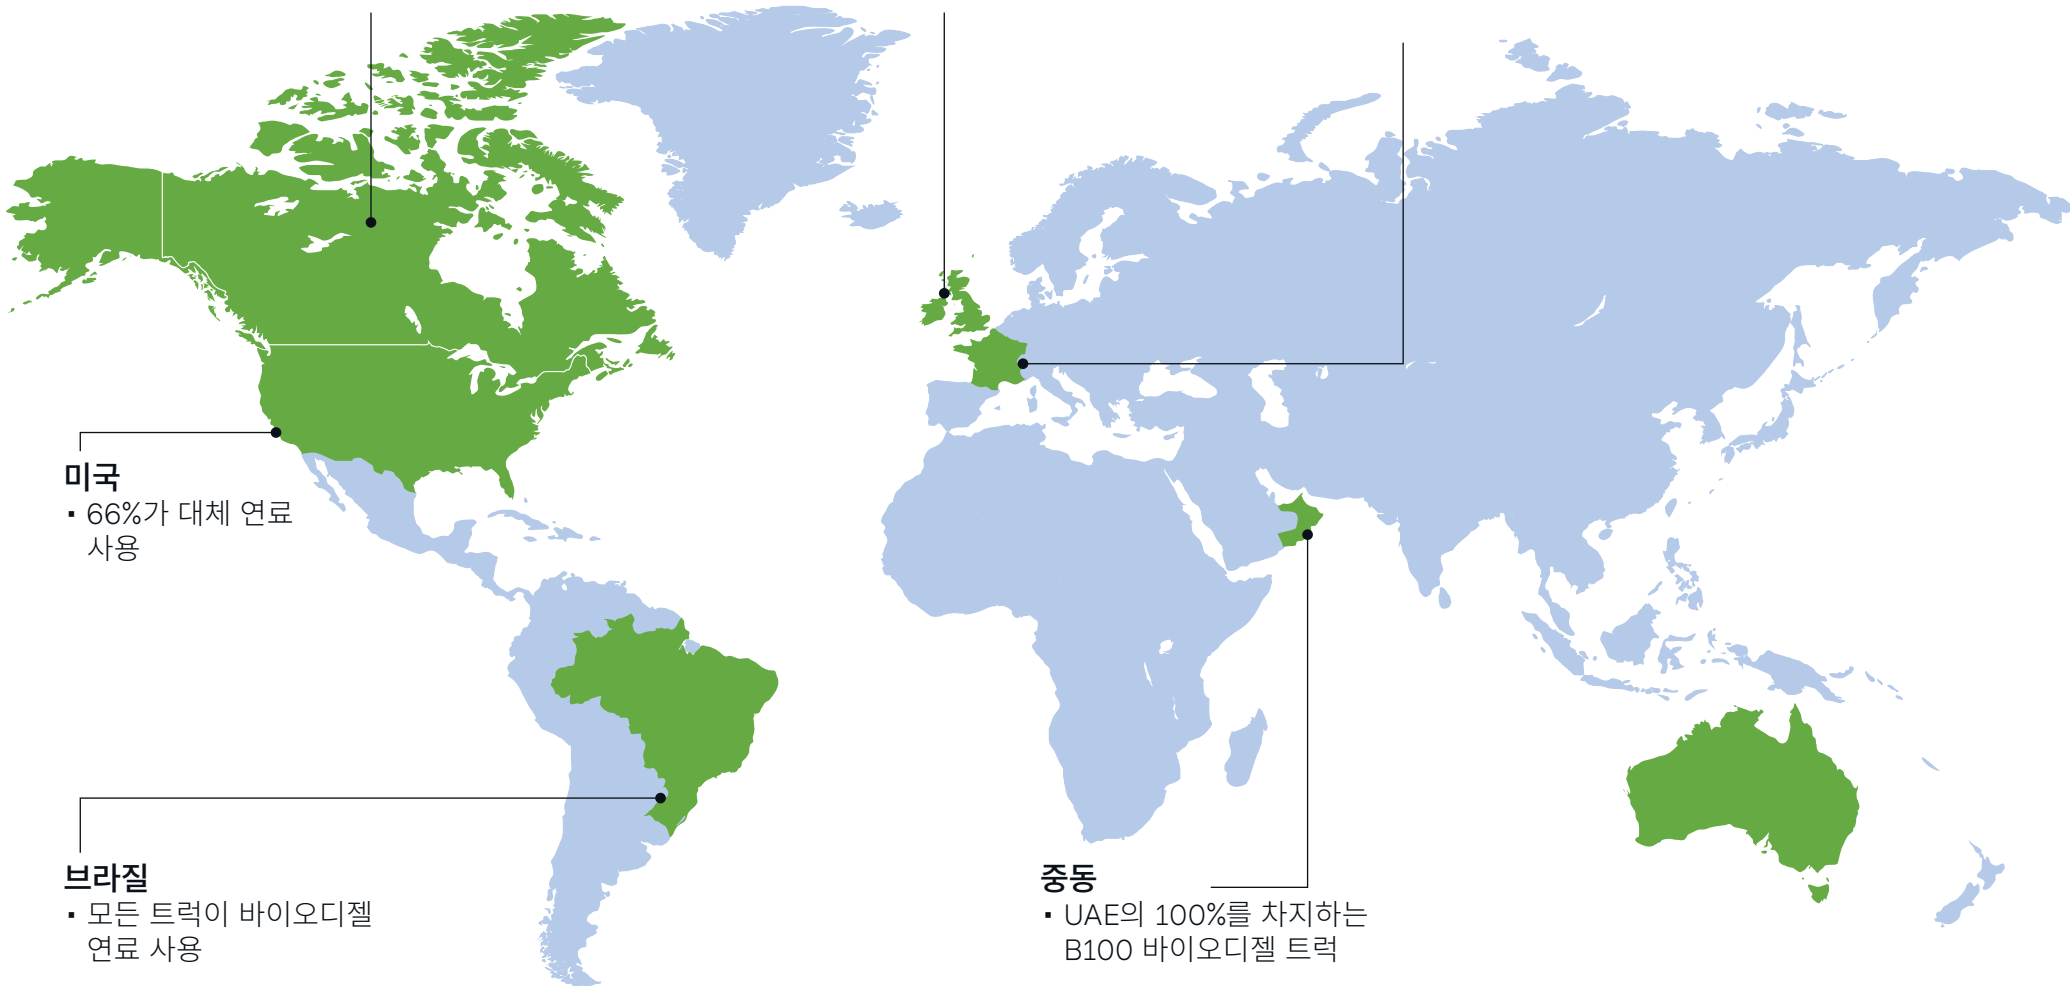 미국
▪ 66%가 대체 연료
사용
브라질
▪ 모든 트럭이 바이오디젤
연료 사용
중동
▪ UAE의 100%를 차지하는
B100 바이오디젤 트럭